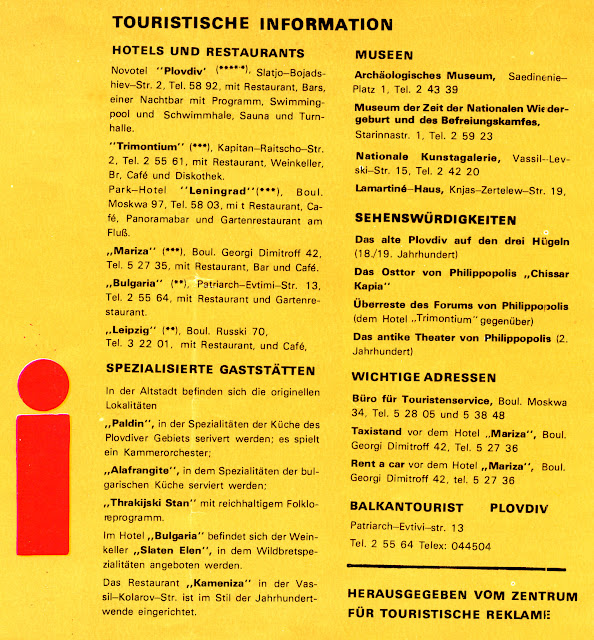 TOURISTISCHE INFORMATION
HOTELS UND RESTAURANTS
Novotel "Plovdiv' (*****). Slatjo-Bojads-
hiev-Str. 2, Tel. 58 92, mit Restaurant, Bars,
einer Nachtbar mit Programm, Swimming-
pool und Schwimmhale, Sauna und Turn-
halle.
"Trimontium" (***), Kapitan-Raitscho-Str.
2, Tel. 2 55 61, mit Restaurant, Weinkeller,
Br, Café und Diskothek.
Park-Hotel "Leningrad"(***), Boul.
Moskwa 97, Tel. 58 03, mi t Restaurant, Ca-
fé, Panoramabar und Gartenrestaurant am
Fluß.
„Mariza" (***), Boul. Georgi Dimitroff 42,
Tel. 5 27 35, mit Restaurant, Bar und Café.
„Bulgaria" (**), Patriarch-Evtimi-Str. 13,
Tel. 2 55 64, mit Restaurant und Gartenre-
staurant.
„Leipzig" (**), Boul. Russki 70,
Tel. 3 22 01, mit Restaurant, und Café,
SPEZIALISIERTE GASTSTÄTTEN
In der Altstadt befinden sich die originellen
Lokalitäten
„Paldin", in der Spezialitäten der Küche des
Plovdiver Gebiets serivert werden; es spielt
ein Kammerorchester;
„Alafrangite", in dem Spezialitäten der bul-
garischen Küche serviert werden;
„Thrakijski Stan" mit reichhaltigem Folklo-
reprogramm.
Im Hotel „Bulgaria" befindet sich der Wein-
keller „Slaten Elen", in dem Wildbretspe-
zialitäten angeboten werden.
Das Restaurant „Kameniza" in der Vas-
sil-Kolarov-Str. ist im Stil der Jahrhundert-
wende eingerichtet.
MUSEEN
Archäologisches Museum, Saedinenie-
Platz 1, Tel. 2 43 39
Museum der Zeit der Nationalen Wieder-
geburt und des Befreiungskamfes,
Starinnastr. 1, Tel. 2 59 23
Nationale Kunstagalerie, Vassil-Lev-
ski-Str. 15, Tel. 2 42 20
Lamartiné-Haus, Knjas-Zertelew-Str. 19,
SEHENSWÜRDIGKEITEN
Das alte Plovdiv auf den drei Hügeln
(18./19. Jahrhundert)
Das Osttor von Philippopolis „Chissar
Kapia"
Überreste des Forums von Philippopolis
(dem Hotel „Trimontium" gegenüber)
Das antike Theater von Philippopolis (2.
Jahrhundert)
WICHTIGE ADRESSEN
Büro für Touristenservice, Boul. Moskwa
34, Tel. 5 28 05 und 5 38 48
Taxistand vor dem Hotel „Mariza", Boul.
Georgi Dimitroff 42, Tel. 5 27 36
Rent a car vor dem Hotel „Mariza", Boul.
Georgi Dimitroff 42, tel. 5 27 36
BALKANTOURIST PLOVDIV
Patriarch-Evtivi-str. 13
Tel. 2 55 64 Telex: 044504
HERAUSGEGEBEN VOM ZENTRUM
FÜR TOURISTISCHE REKLAME